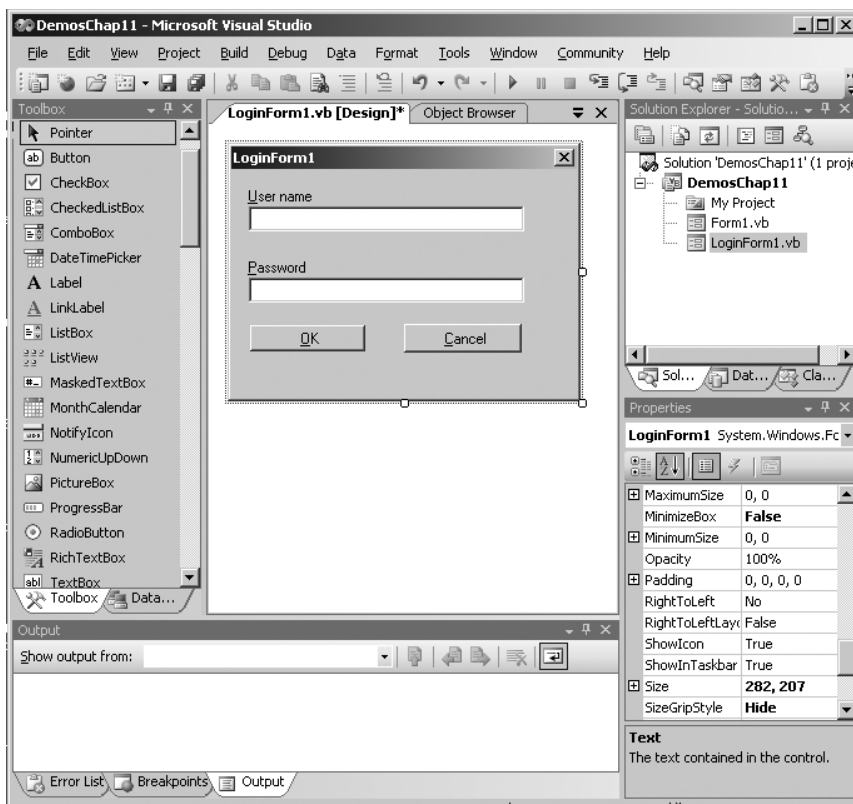 DemosChap11 - Microsoft Visual Studio
File Edit View Project Build Debug Data Format Tools Window Community Help
Toolbox
Pointer
ab Button
CheckBox
CheckedListBox
ComboBox
DateTimePicker
A Label
A LinkLabel
ListBox
ListView
MaskedTextBox
MonthCalendar
NotifyIcon
NumericUpDown
PictureBox
ProgressBar
RadioButton
RichTextBox
abl TextBox
Toolbox Data...
LoginForm1.vb [Design]* Object Browser
LoginForm1
User name
Password
OK Cancel
Solution Explorer - Solutio...
Solution 'DemosChap11' (1 proje
DemosChap11
My Project
Form1.vb
LoginForm1.vb
Sol... Dat... Cla...
Properties
LoginForm1 System.Windows.Fc
MaximumSize 0, 0
MinimizeBox False
MinimumSize 0, 0
Opacity 100%
Padding 0, 0, 0, 0
RightToLeft No
RightToLeftLay False
ShowIcon True
ShowInTaskbar True
Size 282, 207
SizeGripStyle Hide
Text
The text contained in the control.
Output
Show output from:
Error List Breakpoints Output